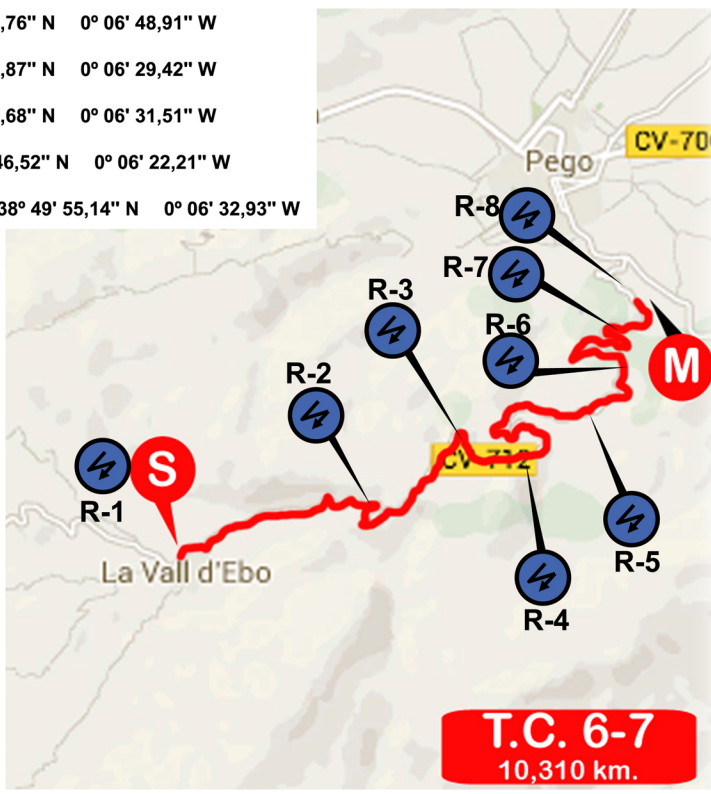 ,76" N 0º 06' 48,91" W
,87" N 0º 06' 29,42" W
,68" N 0º 06' 31,51" W
46,52" N 0º 06' 22,21" W
38º 49' 55,14" N 0º 06' 32,93" W
CV-70
Pego
R-8
R-7
R-3
R-6
M
R-2
CV-712
S
R-1
R-5
La Vall d'Ebo
R-4
T.C. 6-7
10,310 km.